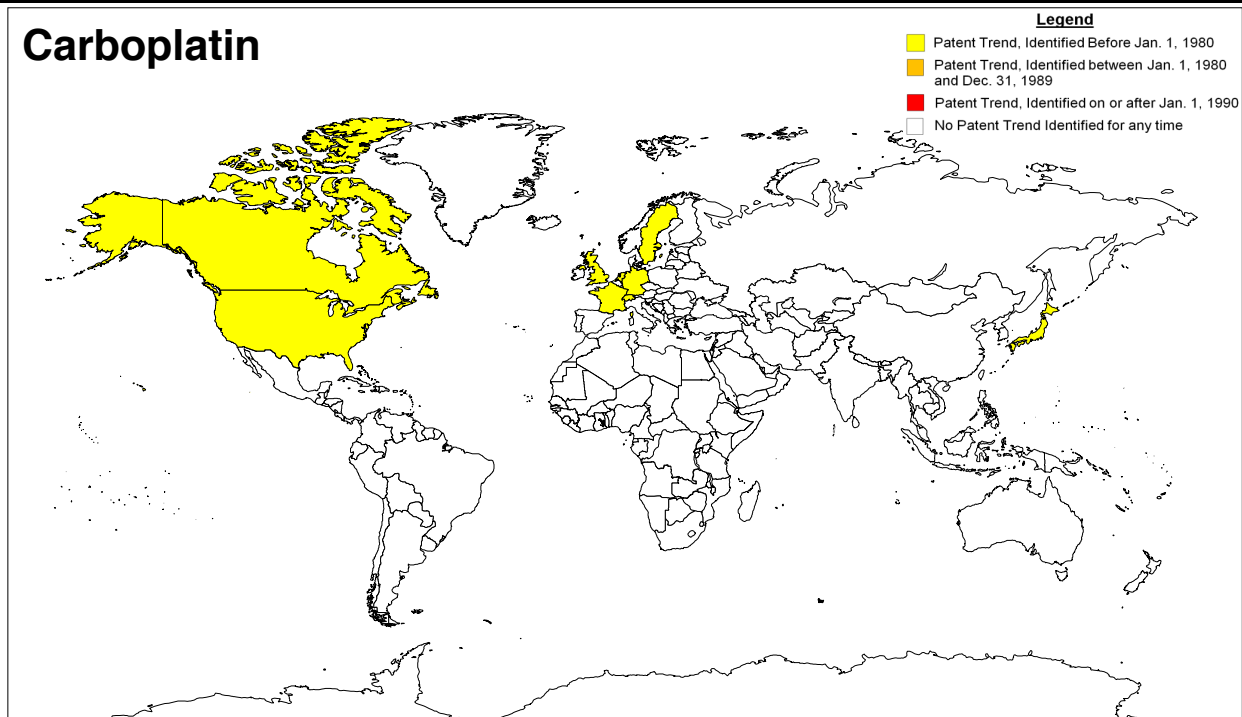 Carboplatin
Legend
Patent Trend, Identified Before Jan. 1, 1980
Patent Trend, Identified between Jan. 1, 1980
and Dec. 31, 1989
Patent Trend, Identified on or after Jan. 1, 1990
No Patent Trend Identified for any time